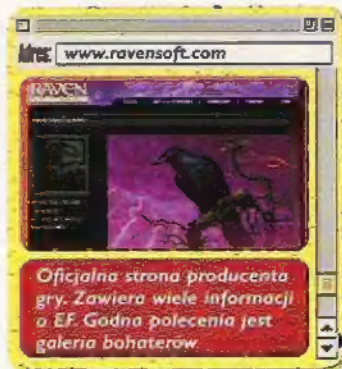 Adres: www.ravensoft.com
RAVEN
Oficjalna strona producenta
gry. Zawiera wiele informacji
o EF. Godna polecenia jest
galeria bohaterów